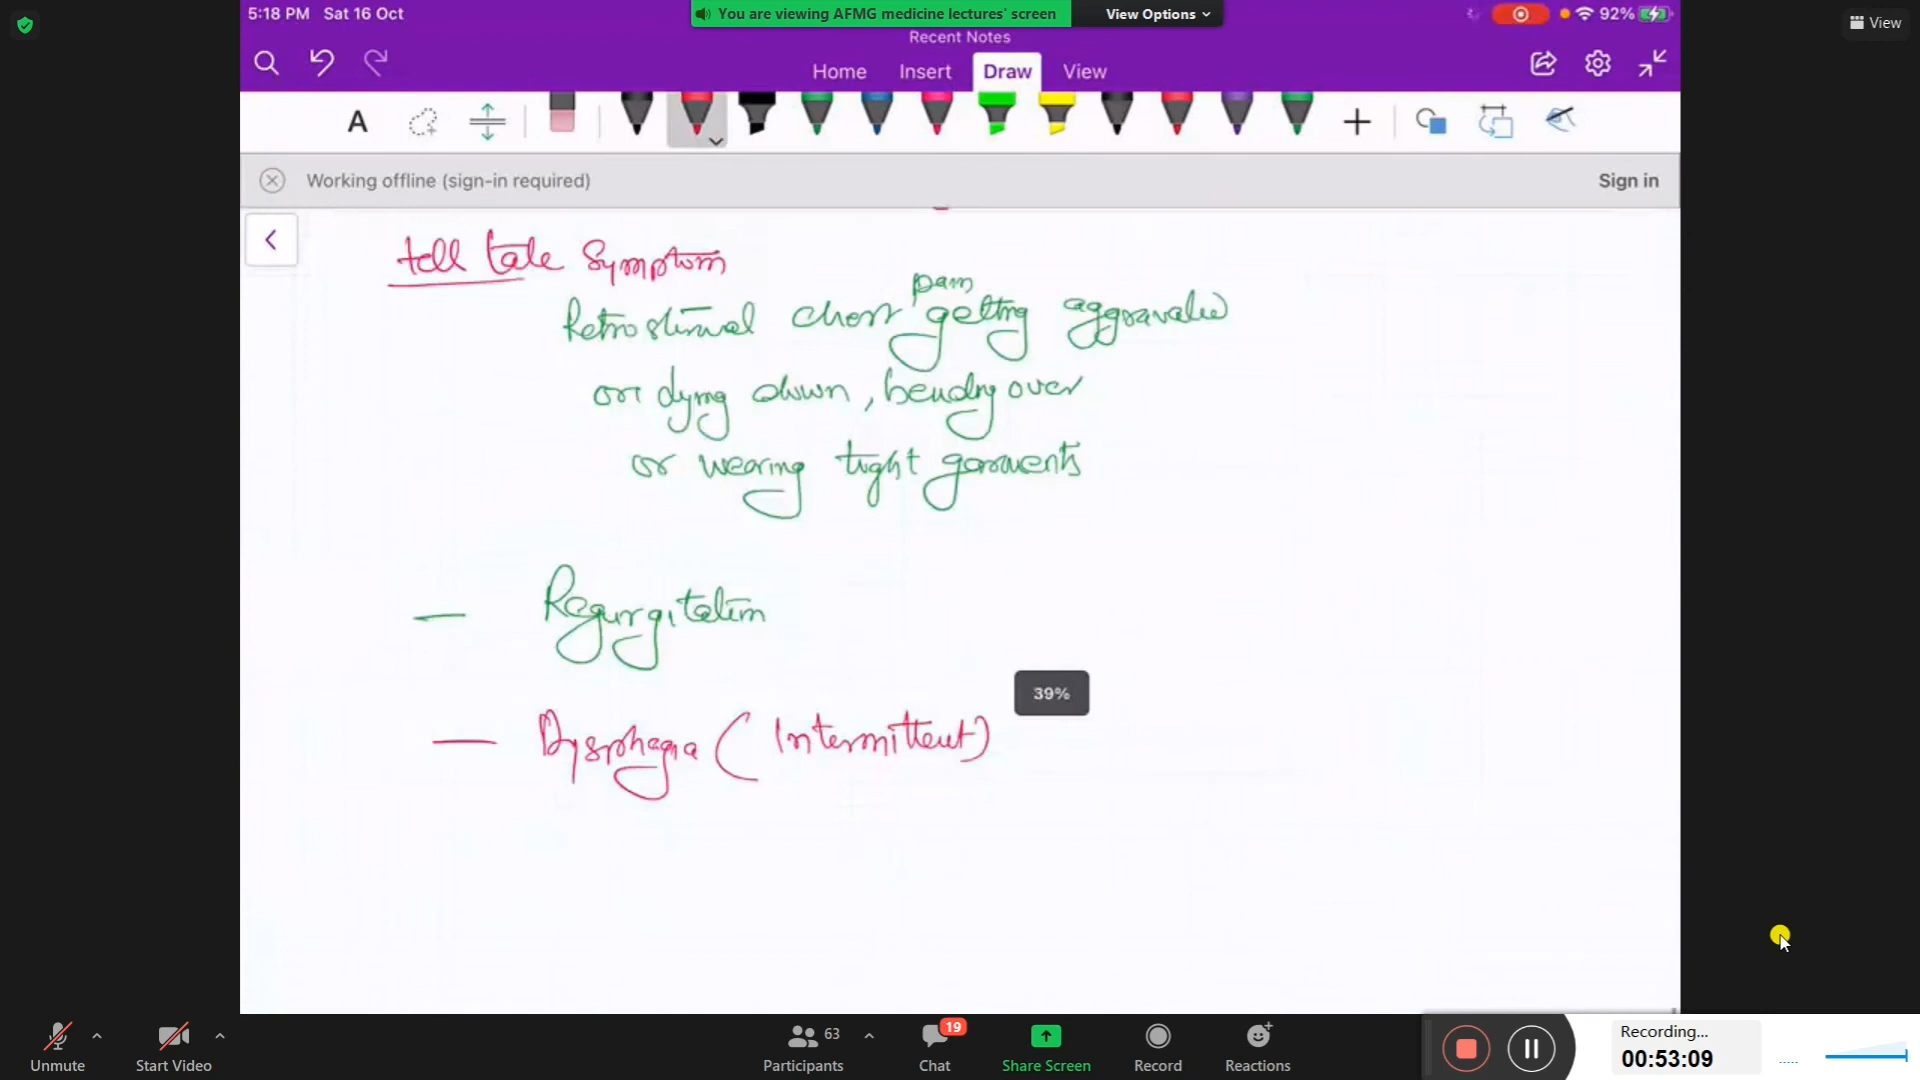 5:18 PM Sat 16 Oct
You are viewing AFMG medicine lectures' screen
View Options
92%
View
Recent Notes
Home Insert Draw View
A
Working offline (sign-in required)
Sign in
tell tale Symptom
pain
Retrosternal chest getting aggravated
on lying down, bending over
or wearing tight garments
— Regurgitation
39%
— Dysphagia (Intermittent)
Unmute
Start Video
63
Participants
19
Chat
Share Screen
Record
Reactions
Recording...
00:53:09